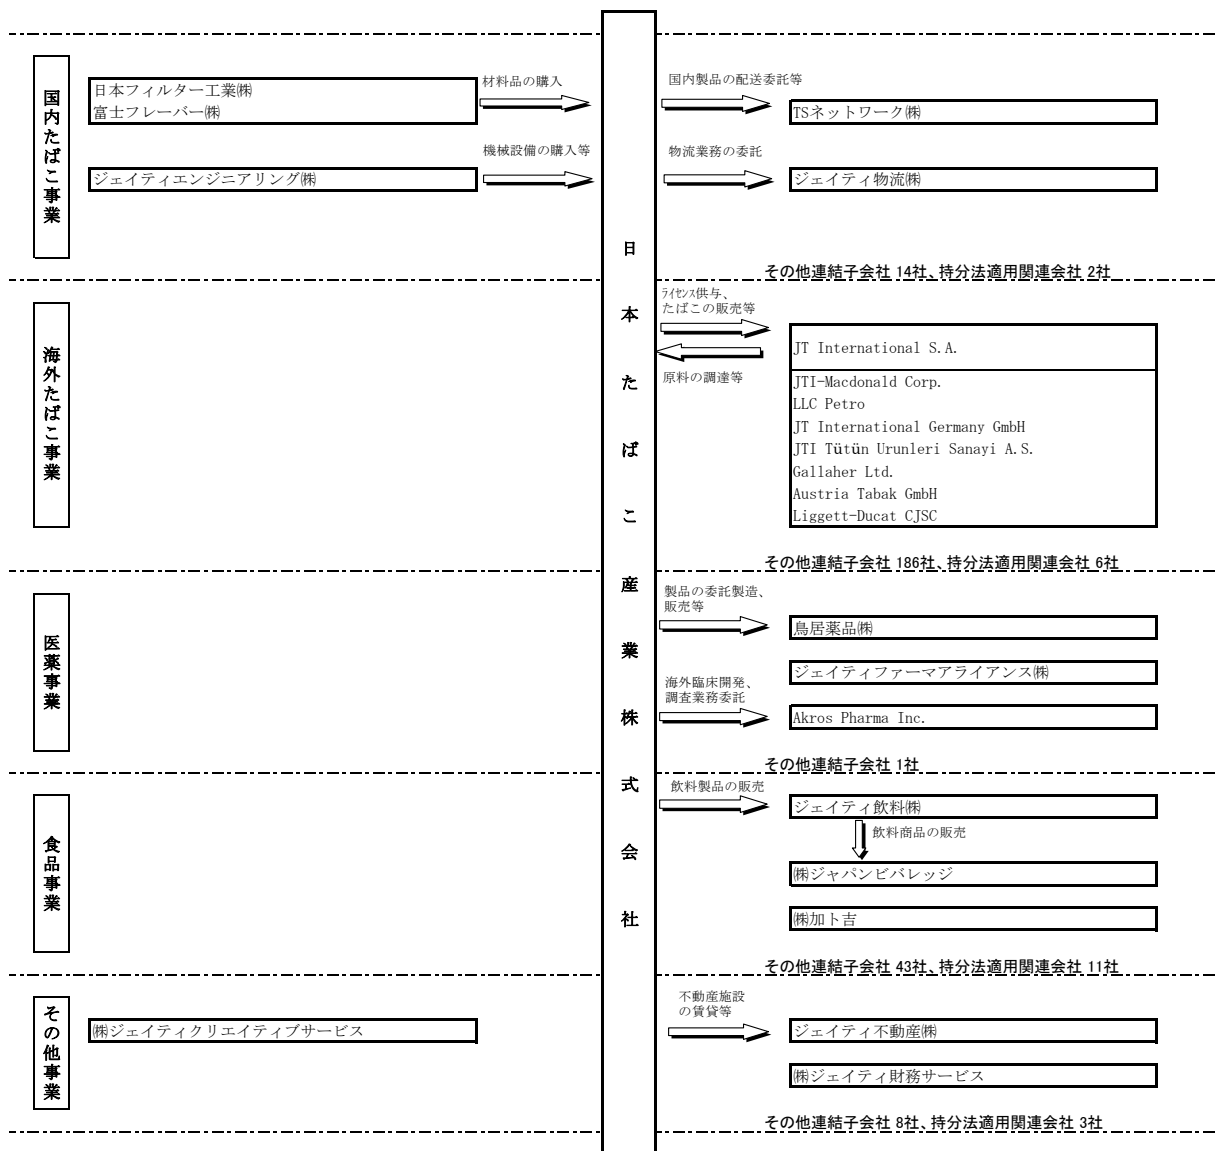 国内たばこ事業
日本フィルター工業㈱
富士フレーバー㈱
材料品の購入
ジェイティエンジニアリング㈱
機械設備の購入等
日本たばこ産業株式会社
国内製品の配送委託等
TSネットワーク㈱
物流業務の委託
ジェイティ物流㈱
その他連結子会社 14社、持分法適用関連会社 2社
海外たばこ事業
ライセンス供与、
たばこの販売等
原料の調達等
JT International S.A.
JTI-Macdonald Corp.
LLC Petro
JT International Germany GmbH
JTI Tütün Urunleri Sanayi A.S.
Gallaher Ltd.
Austria Tabak GmbH
Liggett-Ducat CJSC
その他連結子会社 186社、持分法適用関連会社 6社
医薬事業
製品の委託製造、
販売等
鳥居薬品㈱
ジェイティファーマアライアンス㈱
海外臨床開発、
調査業務委託
Akros Pharma Inc.
その他連結子会社 1社
食品事業
飲料製品の販売
ジェイティ飲料㈱
飲料商品の販売
㈱ジャパンビバレッジ
㈱加ト吉
その他連結子会社 43社、持分法適用関連会社 11社
その他事業
㈱ジェイティクリエイティブサービス
不動産施設
の賃貸等
ジェイティ不動産㈱
㈱ジェイティ財務サービス
その他連結子会社 8社、持分法適用関連会社 3社